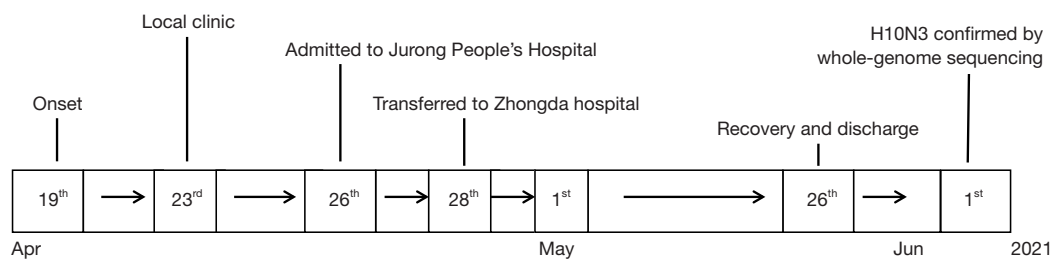 Local clinic
H10N3 confirmed by
whole-genome sequencing
Admitted to Jurong People's Hospital
Onset
Transferred to Zhongda hospital
Recovery and discharge
19th 23rd 26th 28th 1st 26th 1st
Apr May Jun 2021